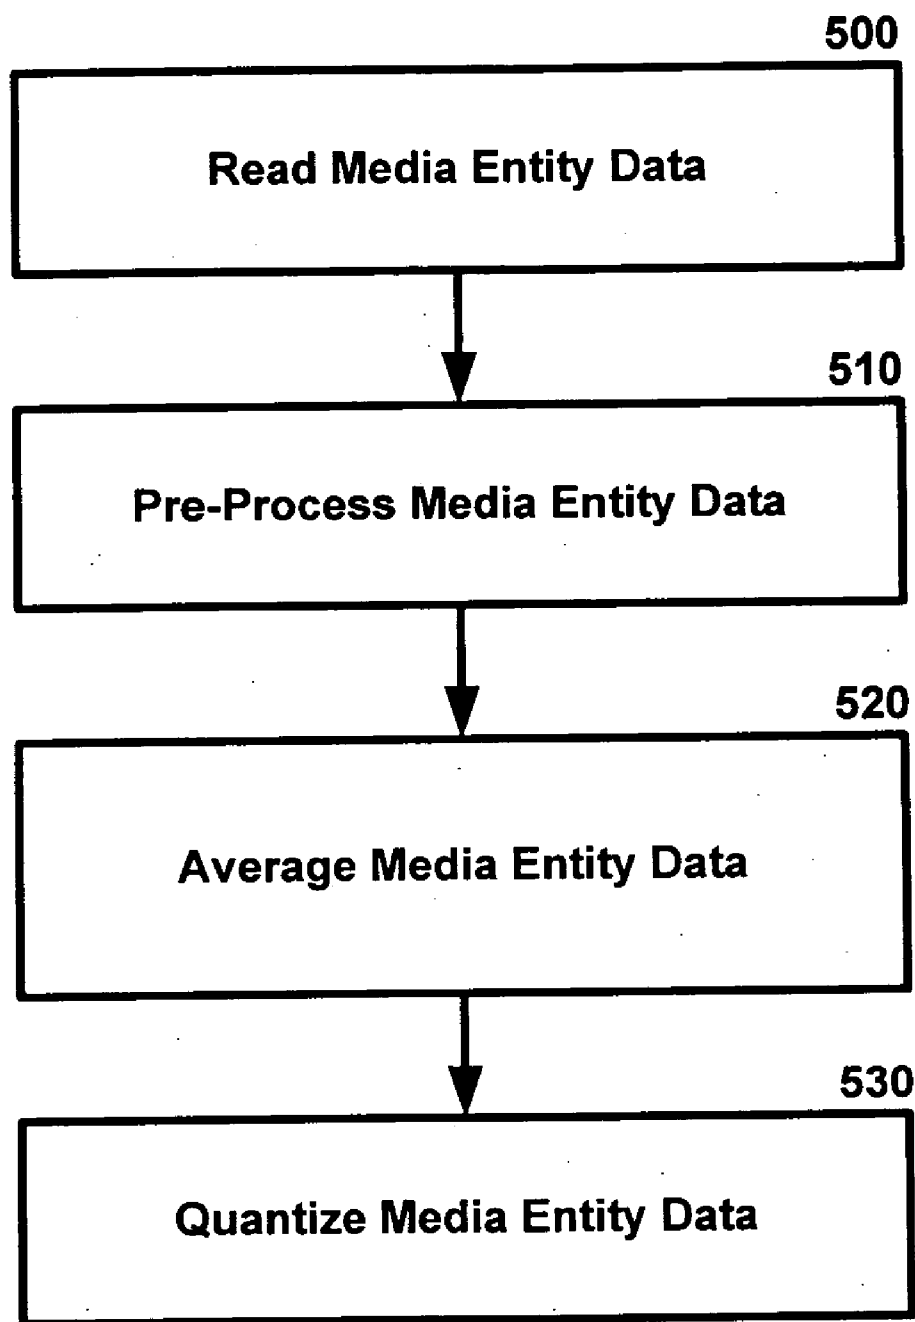 500
Read Media Entity Data
510
Pre-Process Media Entity Data
520
Average Media Entity Data
530
Quantize Media Entity Data